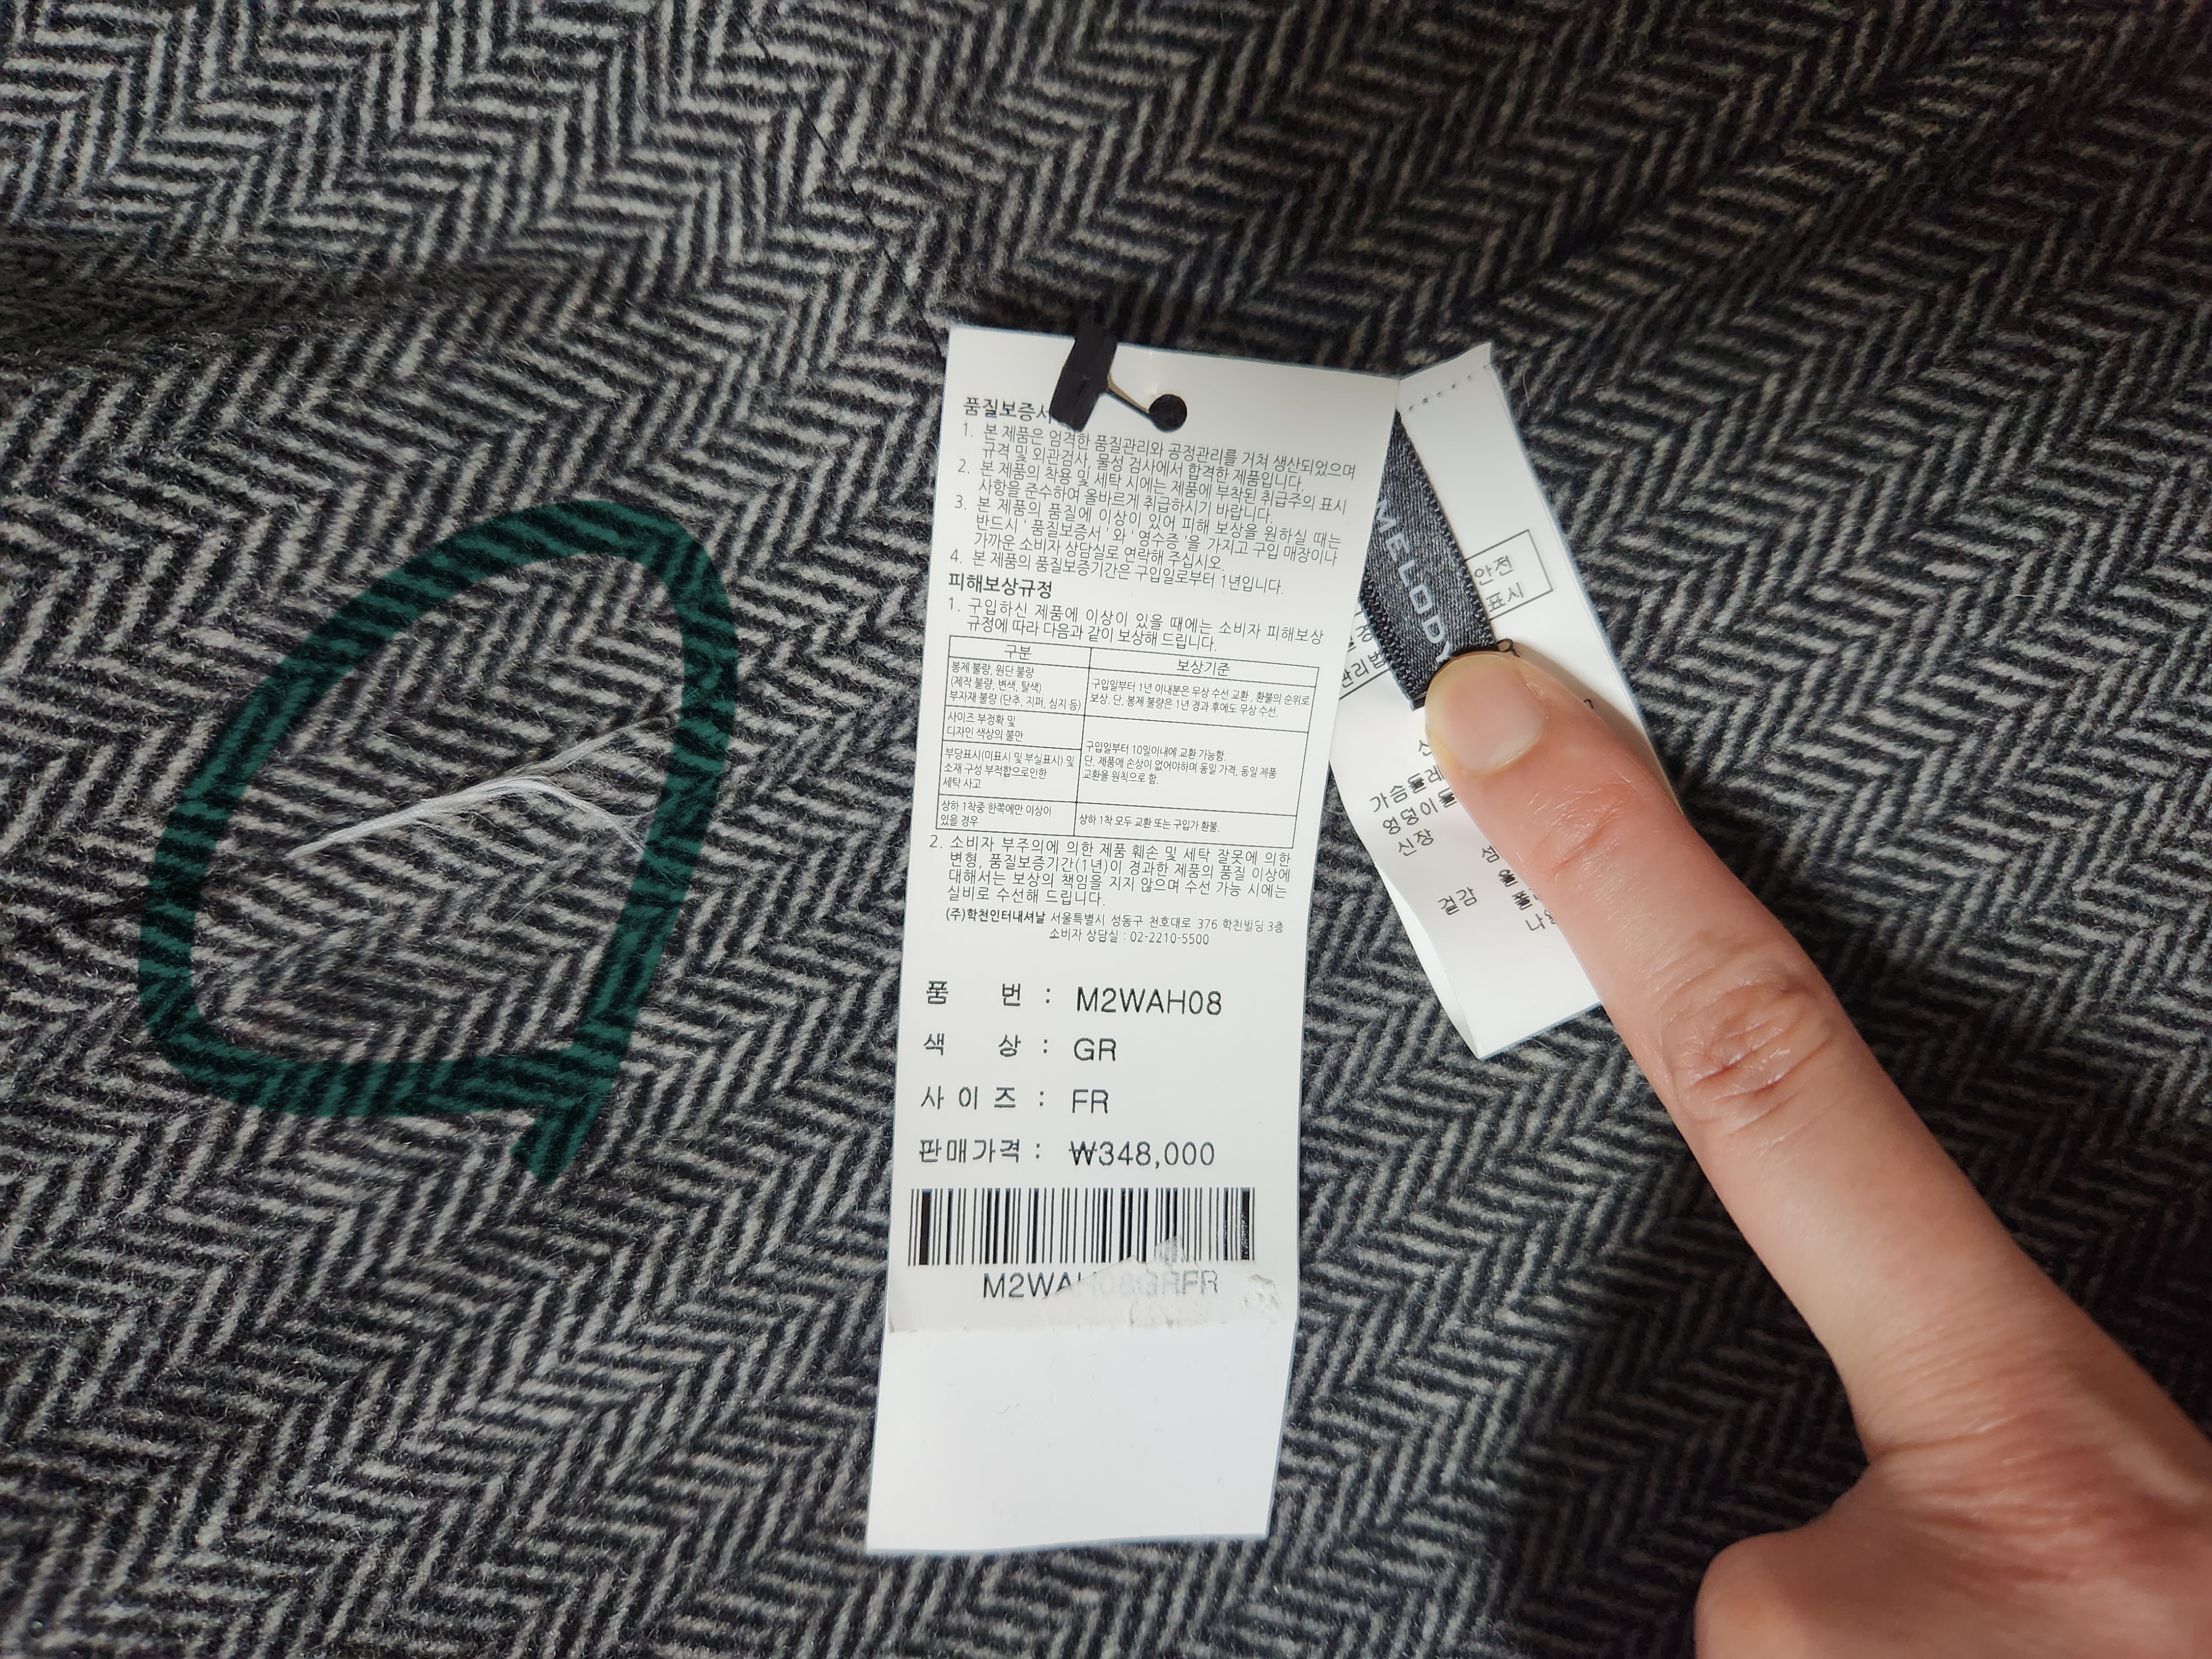 품질보증서
1. 본 제품은 엄격한 품질관리와 공정관리를 거쳐 생산되었으며
규격 및 외관검사, 물성 검사에서 합격한 제품입니다.
2. 본 제품의 착용 및 세탁 시에는 제품에 부착된 취급주의 표시
사항을 준수하여 올바르게 취급하시기 바랍니다.
3. 본 제품의 품질에 이상이 있어 피해 보상을 원하실 때는
반드시 '품질보증서'와 '영수증'을 가지고 구입 매장이나
가까운 소비자 상담실로 연락해 주십시오.
4. 본 제품의 품질보증기간은 구입일로부터 1년입니다.
피해보상규정
1. 구입하신 제품에 이상이 있을 때에는 소비자 피해보상
규정에 따라 다음과 같이 보상해 드립니다.
구분 보상기준
봉제 불량, 원단 불량
(제작 불량, 변색, 탈색)
부자재 불량 (단추, 지퍼, 심지 등)
구입일부터 1년 이내분은 무상 수선 교환, 환불의 순위로
보상. 단, 봉제 불량은 1년 경과 후에도 무상 수선.
사이즈 부정확 및
디자인 색상의 불만
부당표시(미표시 및 부실표시) 및
소재 구성 부적합으로인한
세탁 사고
구입일부터 10일이내에 교환 가능함.
단, 제품에 손상이 없어야하며 동일 가격, 동일 제품
교환을 원칙으로 함.
상하 1착중 한쪽에만 이상이
있을 경우
상하 1착 모두 교환 또는 구입가 환불.
2. 소비자 부주의에 의한 제품 훼손 및 세탁 잘못에 의한
변형, 품질보증기간(1년)이 경과한 제품의 품질 이상에
대해서는 보상의 책임을 지지 않으며 수선 가능 시에는
실비로 수선해 드립니다.
(주)학천인터내셔날 서울특별시 성동구 천호대로 376 학천빌딩 3층
소비자 상담실 : 02-2210-5500
품 번 : M2WAH08
색 상 : GR
사이즈 : FR
판매가격 : ₩348,000
M2WAH08GRFR
MELODY
안전
표시
가슴둘레
엉덩이둘
신장
겉감